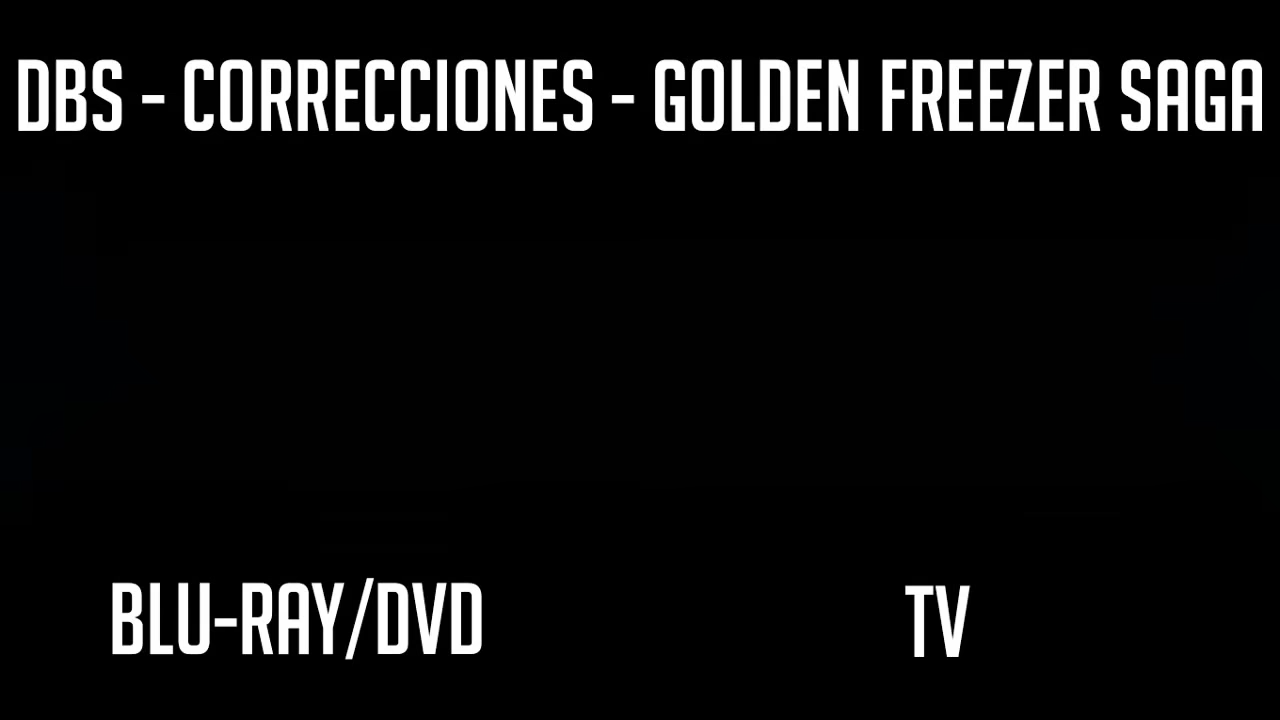 DBS - CORRECCIONES - GOLDEN FREEZER SAGA
BLU-RAY/DVD
TV